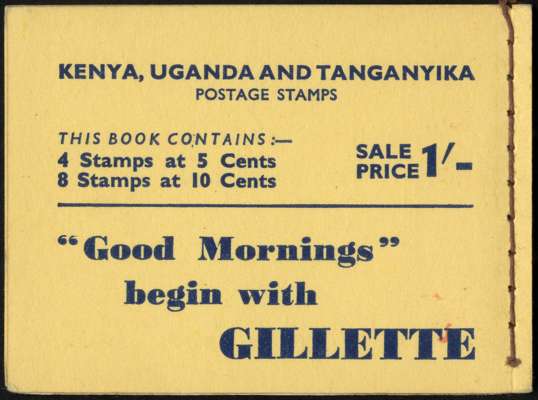 KENYA, UGANDA AND TANGANYIKA
POSTAGE STAMPS
THIS BOOK CONTAINS:—
4 Stamps at 5 Cents
8 Stamps at 10 Cents
SALE PRICE 1/-
"Good Mornings"
begin with
GILLETTE